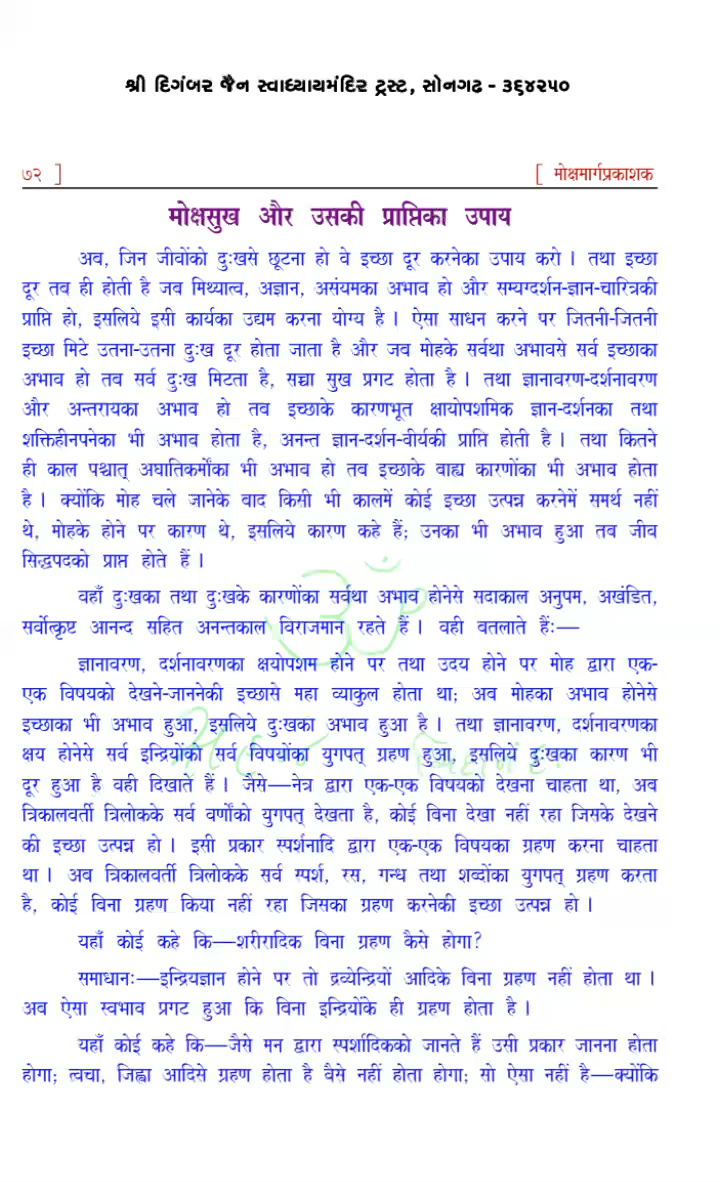 શ્રી દિગંબર જૈન સ્વાધ્યાયમંદિર ટ્રસ્ટ, સોનગઢ - ૩૬૪૨૫૦
७२ ] [ मोक्षमार्गप्रकाशक
मोक्षसुख और उसकी प्राप्तिका उपाय
अब, जिन जीवोंको दुःखसे छूटना हो वे इच्छा दूर करनेका उपाय करो । तथा इच्छा
दूर तब ही होती है जब मिथ्यात्व, अज्ञान, असंयमका अभाव हो और सम्यग्दर्शन-ज्ञान-चारित्रकी
प्राप्ति हो, इसलिये इसी कार्यका उद्यम करना योग्य है । ऐसा साधन करने पर जितनी-जितनी
इच्छा मिटे उतना-उतना दुःख दूर होता जाता है और जब मोहके सर्वथा अभावसे सर्व इच्छाका
अभाव हो तब सर्व दुःख मिटता है, सच्चा सुख प्रगट होता है । तथा ज्ञानावरण-दर्शनावरण
और अन्तरायका अभाव हो तब इच्छाके कारणभूत क्षायोपशमिक ज्ञान-दर्शनका तथा
शक्तिहीनपनेका भी अभाव होता है, अनन्त ज्ञान-दर्शन-वीर्यकी प्राप्ति होती है । तथा कितने
ही काल पश्चात् अघातिकर्मोंका भी अभाव हो तब इच्छाके बाह्य कारणोंका भी अभाव होता
है । क्योंकि मोह चले जानेके बाद किसी भी कालमें कोई इच्छा उत्पन्न करनेमें समर्थ नहीं
थे, मोहके होने पर कारण थे, इसलिये कारण कहे हैं; उनका भी अभाव हुआ तब जीव
सिद्धपदको प्राप्त होते हैं ।
वहाँ दुःखका तथा दुःखके कारणोंका सर्वथा अभाव होनेसे सदाकाल अनुपम, अखंडित,
सर्वोत्कृष्ट आनन्द सहित अनन्तकाल विराजमान रहते हैं । वही बतलाते हैंः—
ज्ञानावरण, दर्शनावरणका क्षयोपशम होने पर तथा उदय होने पर मोह द्वारा एक-
एक विषयको देखने-जाननेकी इच्छासे महा व्याकुल होता था; अब मोहका अभाव होनेसे
इच्छाका भी अभाव हुआ, इसलिये दुःखका अभाव हुआ है । तथा ज्ञानावरण, दर्शनावरणका
क्षय होनेसे सर्व इन्द्रियोंको सर्व विषयोंका युगपत् ग्रहण हुआ, इसलिये दुःखका कारण भी
दूर हुआ है वही दिखाते हैं । जैसे—नेत्र द्वारा एक-एक विषयको देखना चाहता था, अब
त्रिकालवर्ती त्रिलोकके सर्व वर्णोंको युगपत् देखता है, कोई बिना देखा नहीं रहा जिसके देखने
की इच्छा उत्पन्न हो । इसी प्रकार स्पर्शनादि द्वारा एक-एक विषयका ग्रहण करना चाहता
था । अब त्रिकालवर्ती त्रिलोकके सर्व स्पर्श, रस, गन्ध तथा शब्दोंका युगपत् ग्रहण करता
है, कोई बिना ग्रहण किया नहीं रहा जिसका ग्रहण करनेकी इच्छा उत्पन्न हो ।
यहाँ कोई कहे कि—शरीरादिक बिना ग्रहण कैसे होगा?
समाधानः—इन्द्रियज्ञान होने पर तो द्रव्येन्द्रियों आदिके बिना ग्रहण नहीं होता था ।
अब ऐसा स्वभाव प्रगट हुआ कि बिना इन्द्रियोंके ही ग्रहण होता है ।
यहाँ कोई कहे कि—जैसे मन द्वारा स्पर्शादिकको जानते हैं उसी प्रकार जानना होता
होगा; त्वचा, जिह्वा आदिसे ग्रहण होता है वैसे नहीं होता होगा; सो ऐसा नहीं है—क्योंकि
ॐ